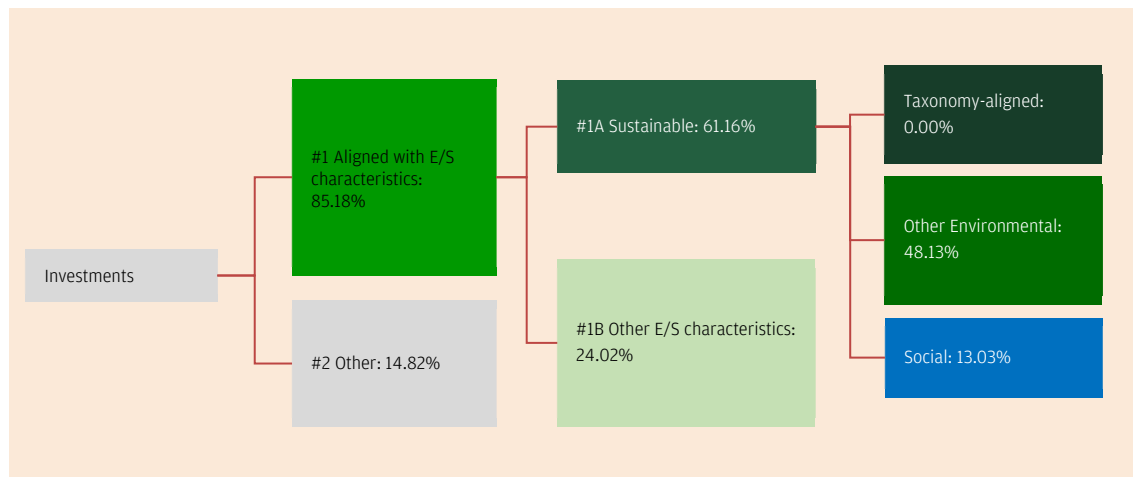 Investments
#1 Aligned with E/S
characteristics:
85.18%
#2 Other: 14.82%
#1A Sustainable: 61.16%
#1B Other E/S characteristics:
24.02%
Taxonomy-aligned:
0.00%
Other Environmental:
48.13%
Social: 13.03%